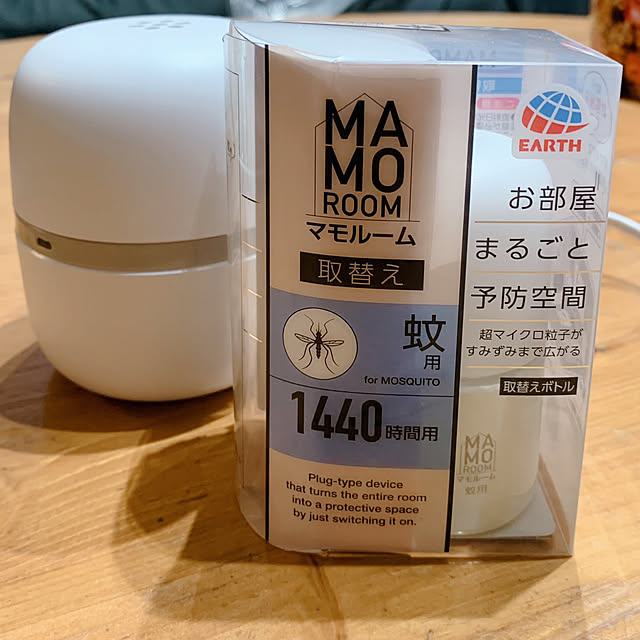 MA
MO
ROOM
マモルーム
取替え
蚊
用
for MOSQUITO
1440時間用
Plug-type device
that turns the entire room
into a protective space
by just switching it on.
EARTH
お部屋
まるごと
予防空間
超マイクロ粒子が
すみずみまで広がる
取替えボトル
MA
MO
ROOM
マモルーム
蚊用